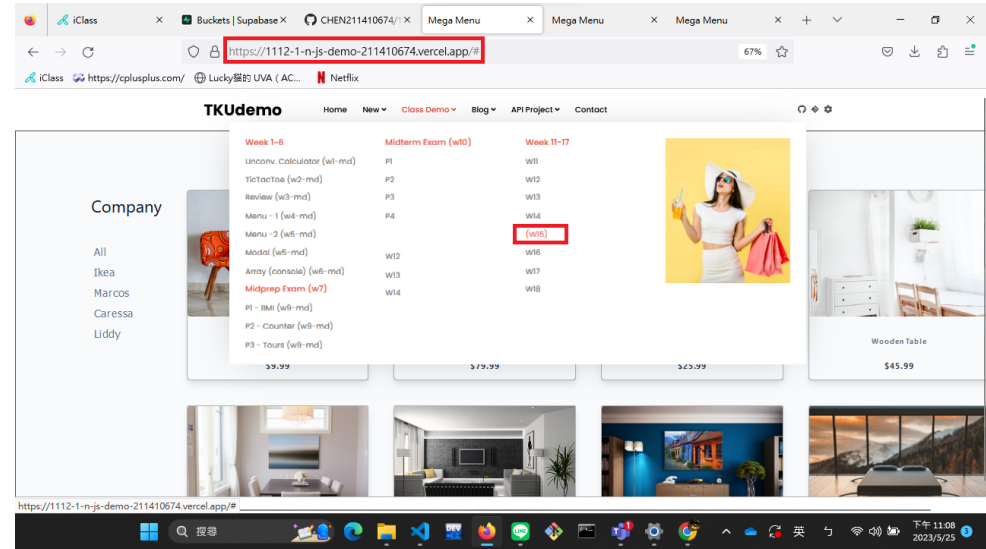 iClass
Buckets | Supabase
CHEN211410674/1
Mega Menu
Mega Menu
Mega Menu
https://1112-1-n-js-demo-211410674.vercel.app/#
67%
iClass
https://cplusplus.com/
Lucky貓的 UVA ( AC...
Netflix
TKUdemo
Home
New
Class Demo
Blog
API Project
Contact
Week 1-6
Unconv. Calculator (w1-md)
TicTacToe (w2-md)
Review (w3-md)
Menu - 1 (w4-md)
Menu -2 (w5-md)
Modal (w5-md)
Array (console) (w6-md)
Midprep Exam (w7)
P1 - BMI (w9-md)
P2 - Counter (w9-md)
P3 - Tours (w9-md)
Midterm Exam (w10)
P1
P2
P3
P4
W12
W13
W14
Week 11-17
W11
W12
W13
W14
(W15)
W16
W17
W18
Company
All
Ikea
Marcos
Caressa
Liddy
Wooden Table
$9.99
$79.99
$25.99
$45.99
https://1112-1-n-js-demo-211410674.vercel.app/#
搜尋
英
ㄅ
下午 11:08
2023/5/25
3